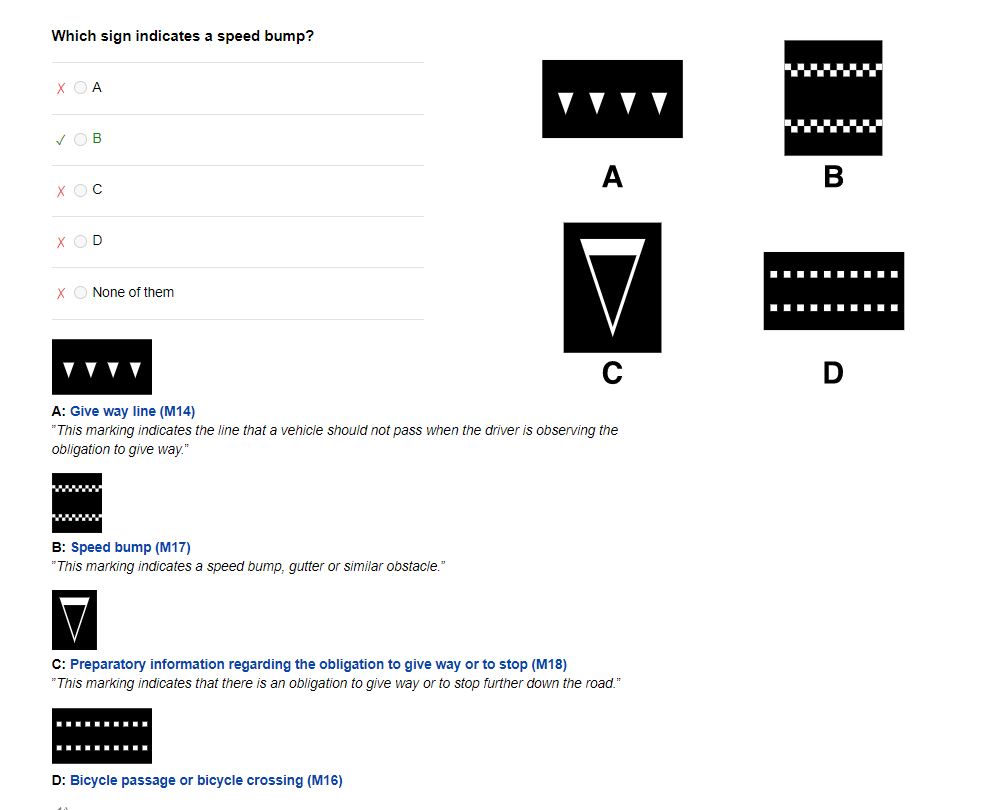 Which sign indicates a speed bump?
A
B
C
D
None of them
A
B
C
D
A: Give way line (M14)
”This marking indicates the line that a vehicle should not pass when the driver is observing the
obligation to give way.”
B: Speed bump (M17)
”This marking indicates a speed bump, gutter or similar obstacle.”
C: Preparatory information regarding the obligation to give way or to stop (M18)
”This marking indicates that there is an obligation to give way or to stop further down the road.”
D: Bicycle passage or bicycle crossing (M16)